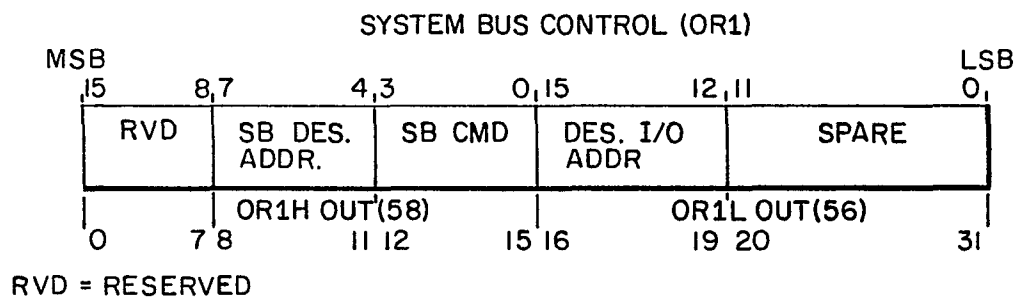 SYSTEM BUS CONTROL (OR1)
MSB LSB
15 8,7 4,3 0,15 12,11 0,
RVD SB DES. SB CMD DES. I/O SPARE
ADDR. ADDR
OR1H OUT(58) OR1L OUT(56)
0 7 8 11 12 15 16 19 20 31
RVD = RESERVED